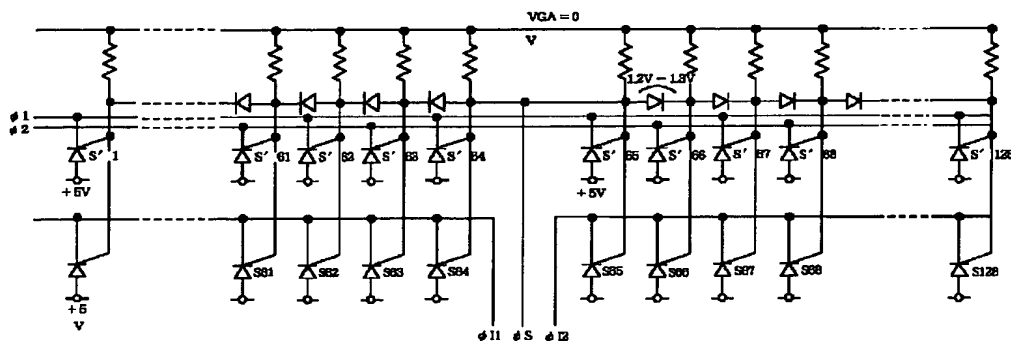 VGA = 0
V
1.2V - 1.3V
φ 1
φ 2
S' 1
S' 61
S' 62
S' 63
S' 64
S' 65
S' 66
S' 67
S' 68
S' 128
+5V
+5V
S61
S62
S63
S64
S65
S66
S67
S68
S128
+5
V
φ I1
φ S
φ I2